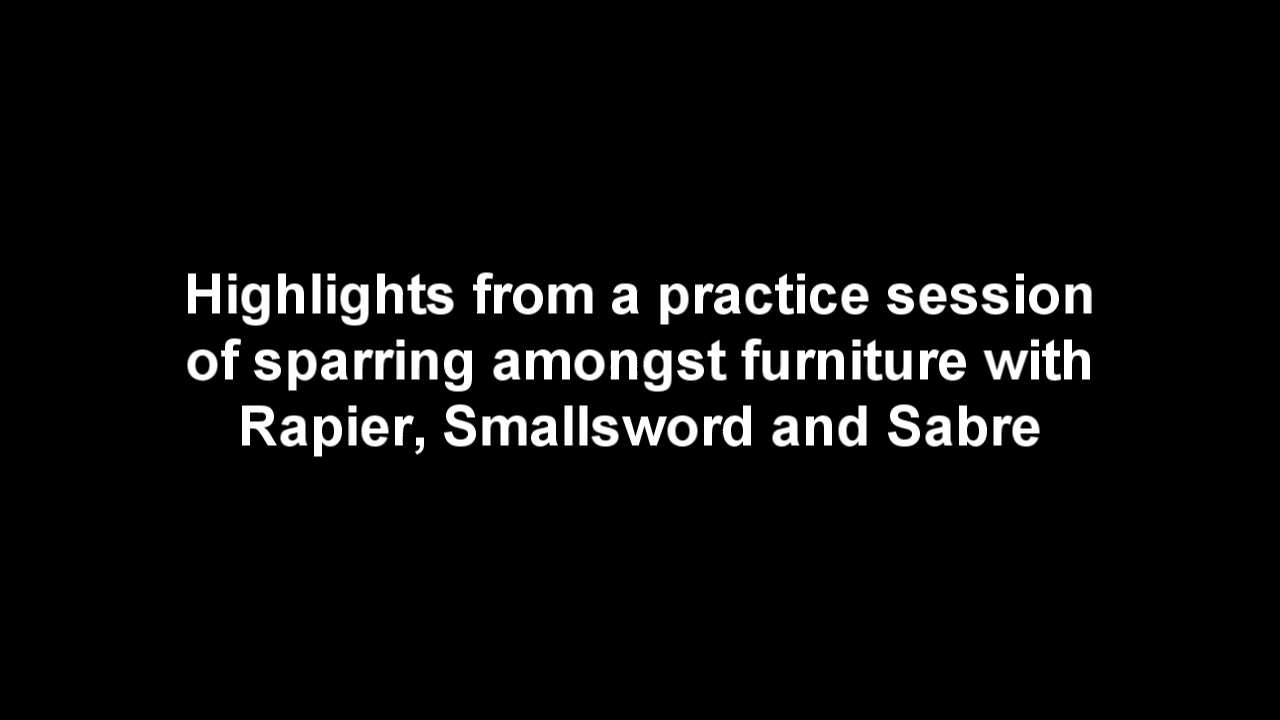 Highlights from a practice session
of sparring amongst furniture with
Rapier, Smallsword and Sabre